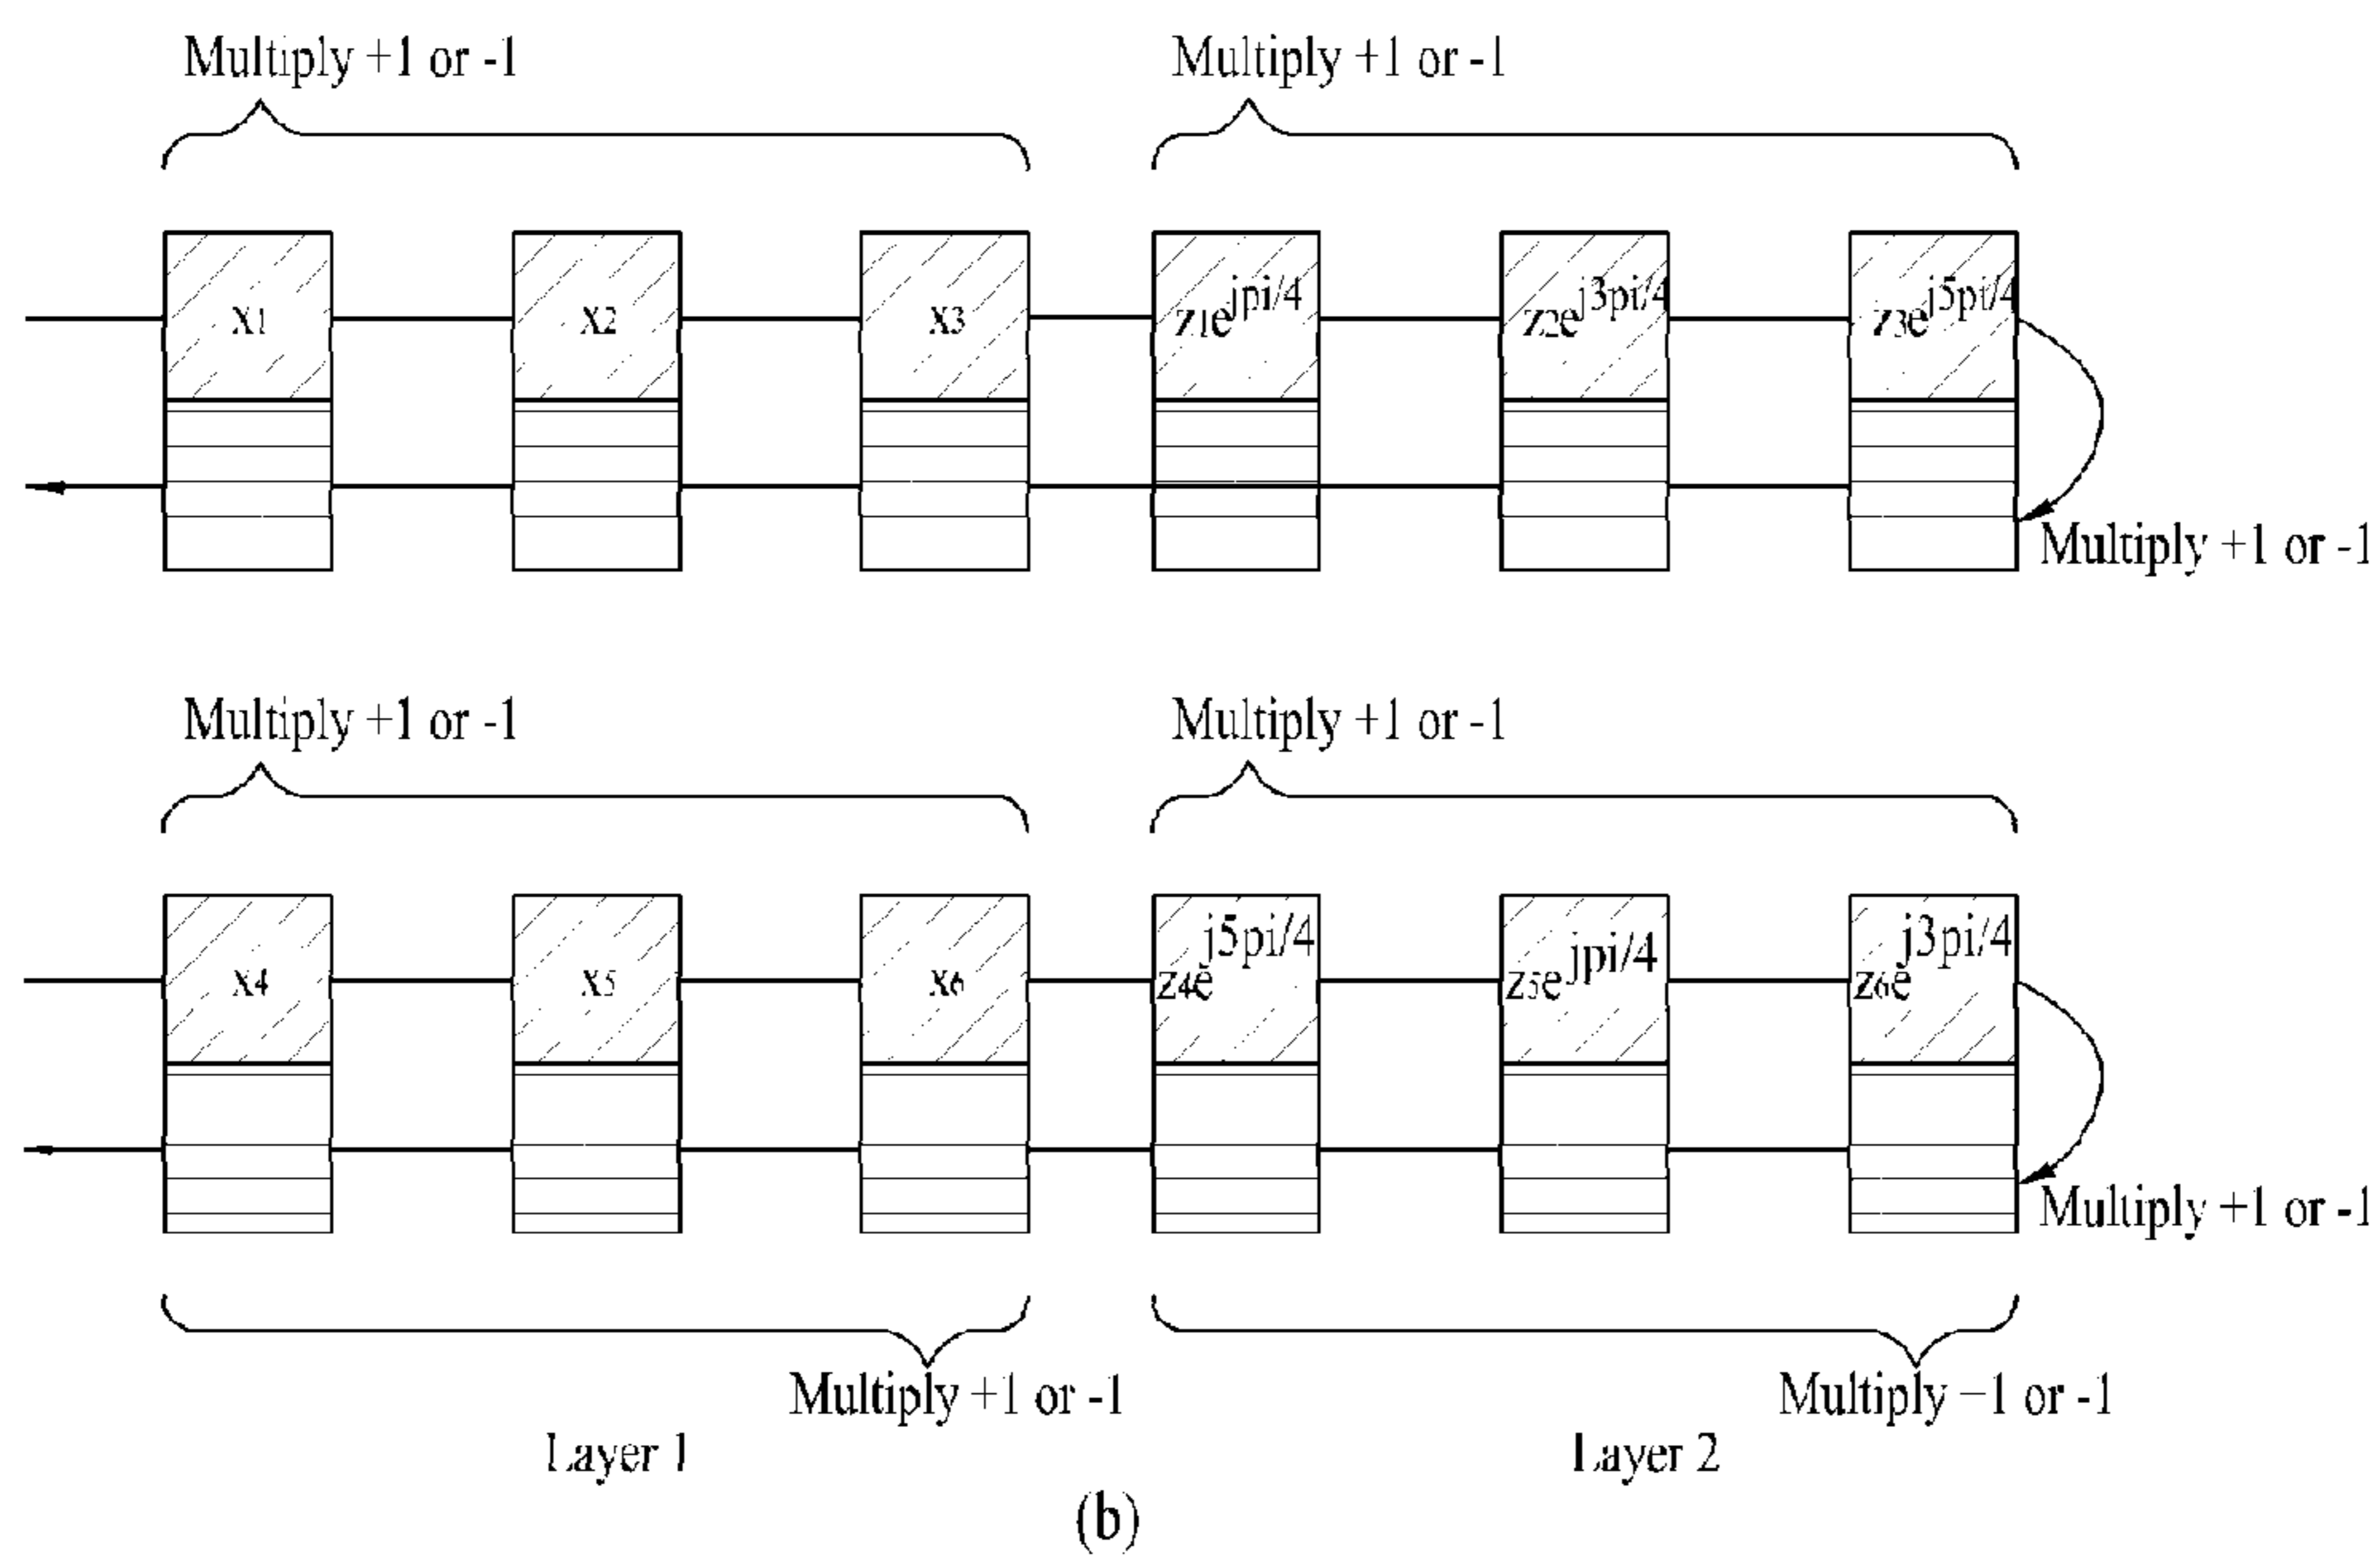 Multiply +1 or -1 Multiply +1 or -1
x1 x2 x3 z1e^jpi/4 z2e^j3pi/4 z3e^j5pi/4
Multiply +1 or -1
Multiply +1 or -1 Multiply +1 or -1
x4 x5 x6 z4e^j5pi/4 z5e^jpi/4 z6e^j3pi/4
Multiply +1 or -1
Multiply +1 or -1 Multiply −1 or -1
Layer 1 Layer 2
(b)